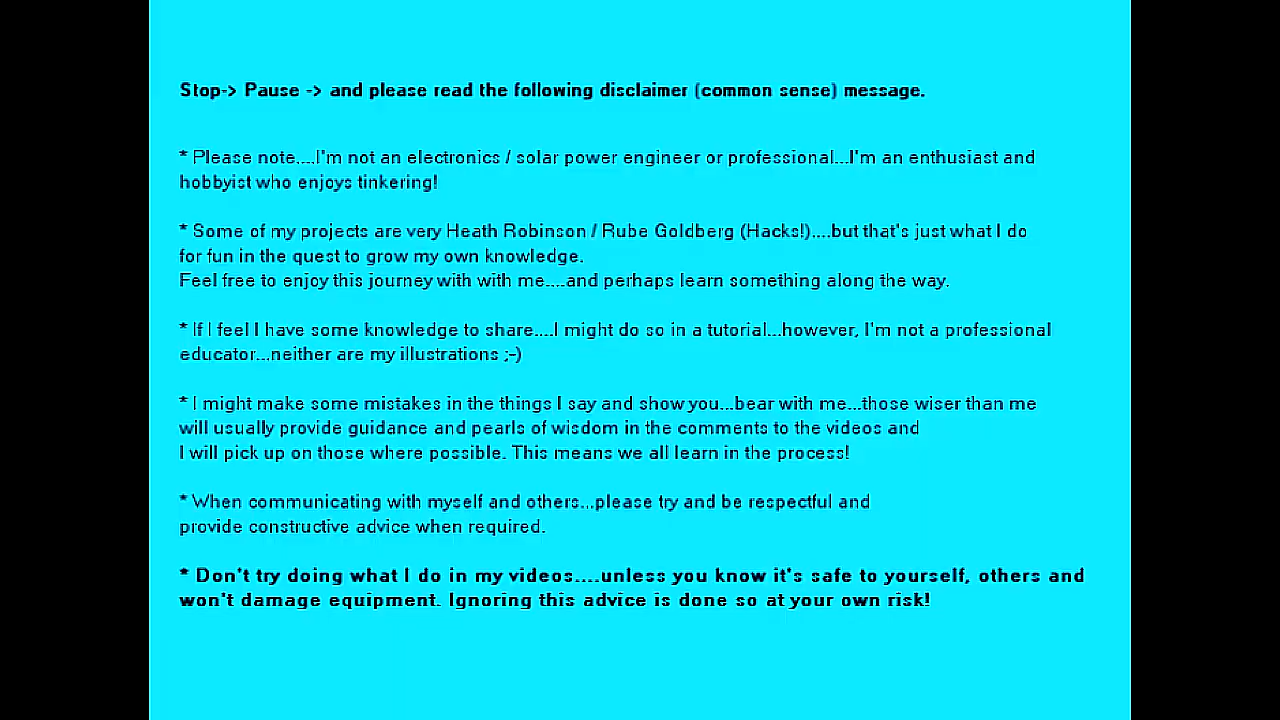 Stop-> Pause -> and please read the following disclaimer (common sense) message.
* Please note....I'm not an electronics / solar power engineer or professional...I'm an enthusiast and
hobbyist who enjoys tinkering!
* Some of my projects are very Heath Robinson / Rube Goldberg (Hacks!)....but that's just what I do
for fun in the quest to grow my own knowledge.
Feel free to enjoy this journey with with me....and perhaps learn something along the way.
* If I feel I have some knowledge to share....I might do so in a tutorial...however, I'm not a professional
educator...neither are my illustrations ;-)
* I might make some mistakes in the things I say and show you...bear with me...those wiser than me
will usually provide guidance and pearls of wisdom in the comments to the videos and
I will pick up on those where possible. This means we all learn in the process!
* When communicating with myself and others...please try and be respectful and
provide constructive advice when required.
* Don't try doing what I do in my videos....unless you know it's safe to yourself, others and
won't damage equipment. Ignoring this advice is done so at your own risk!